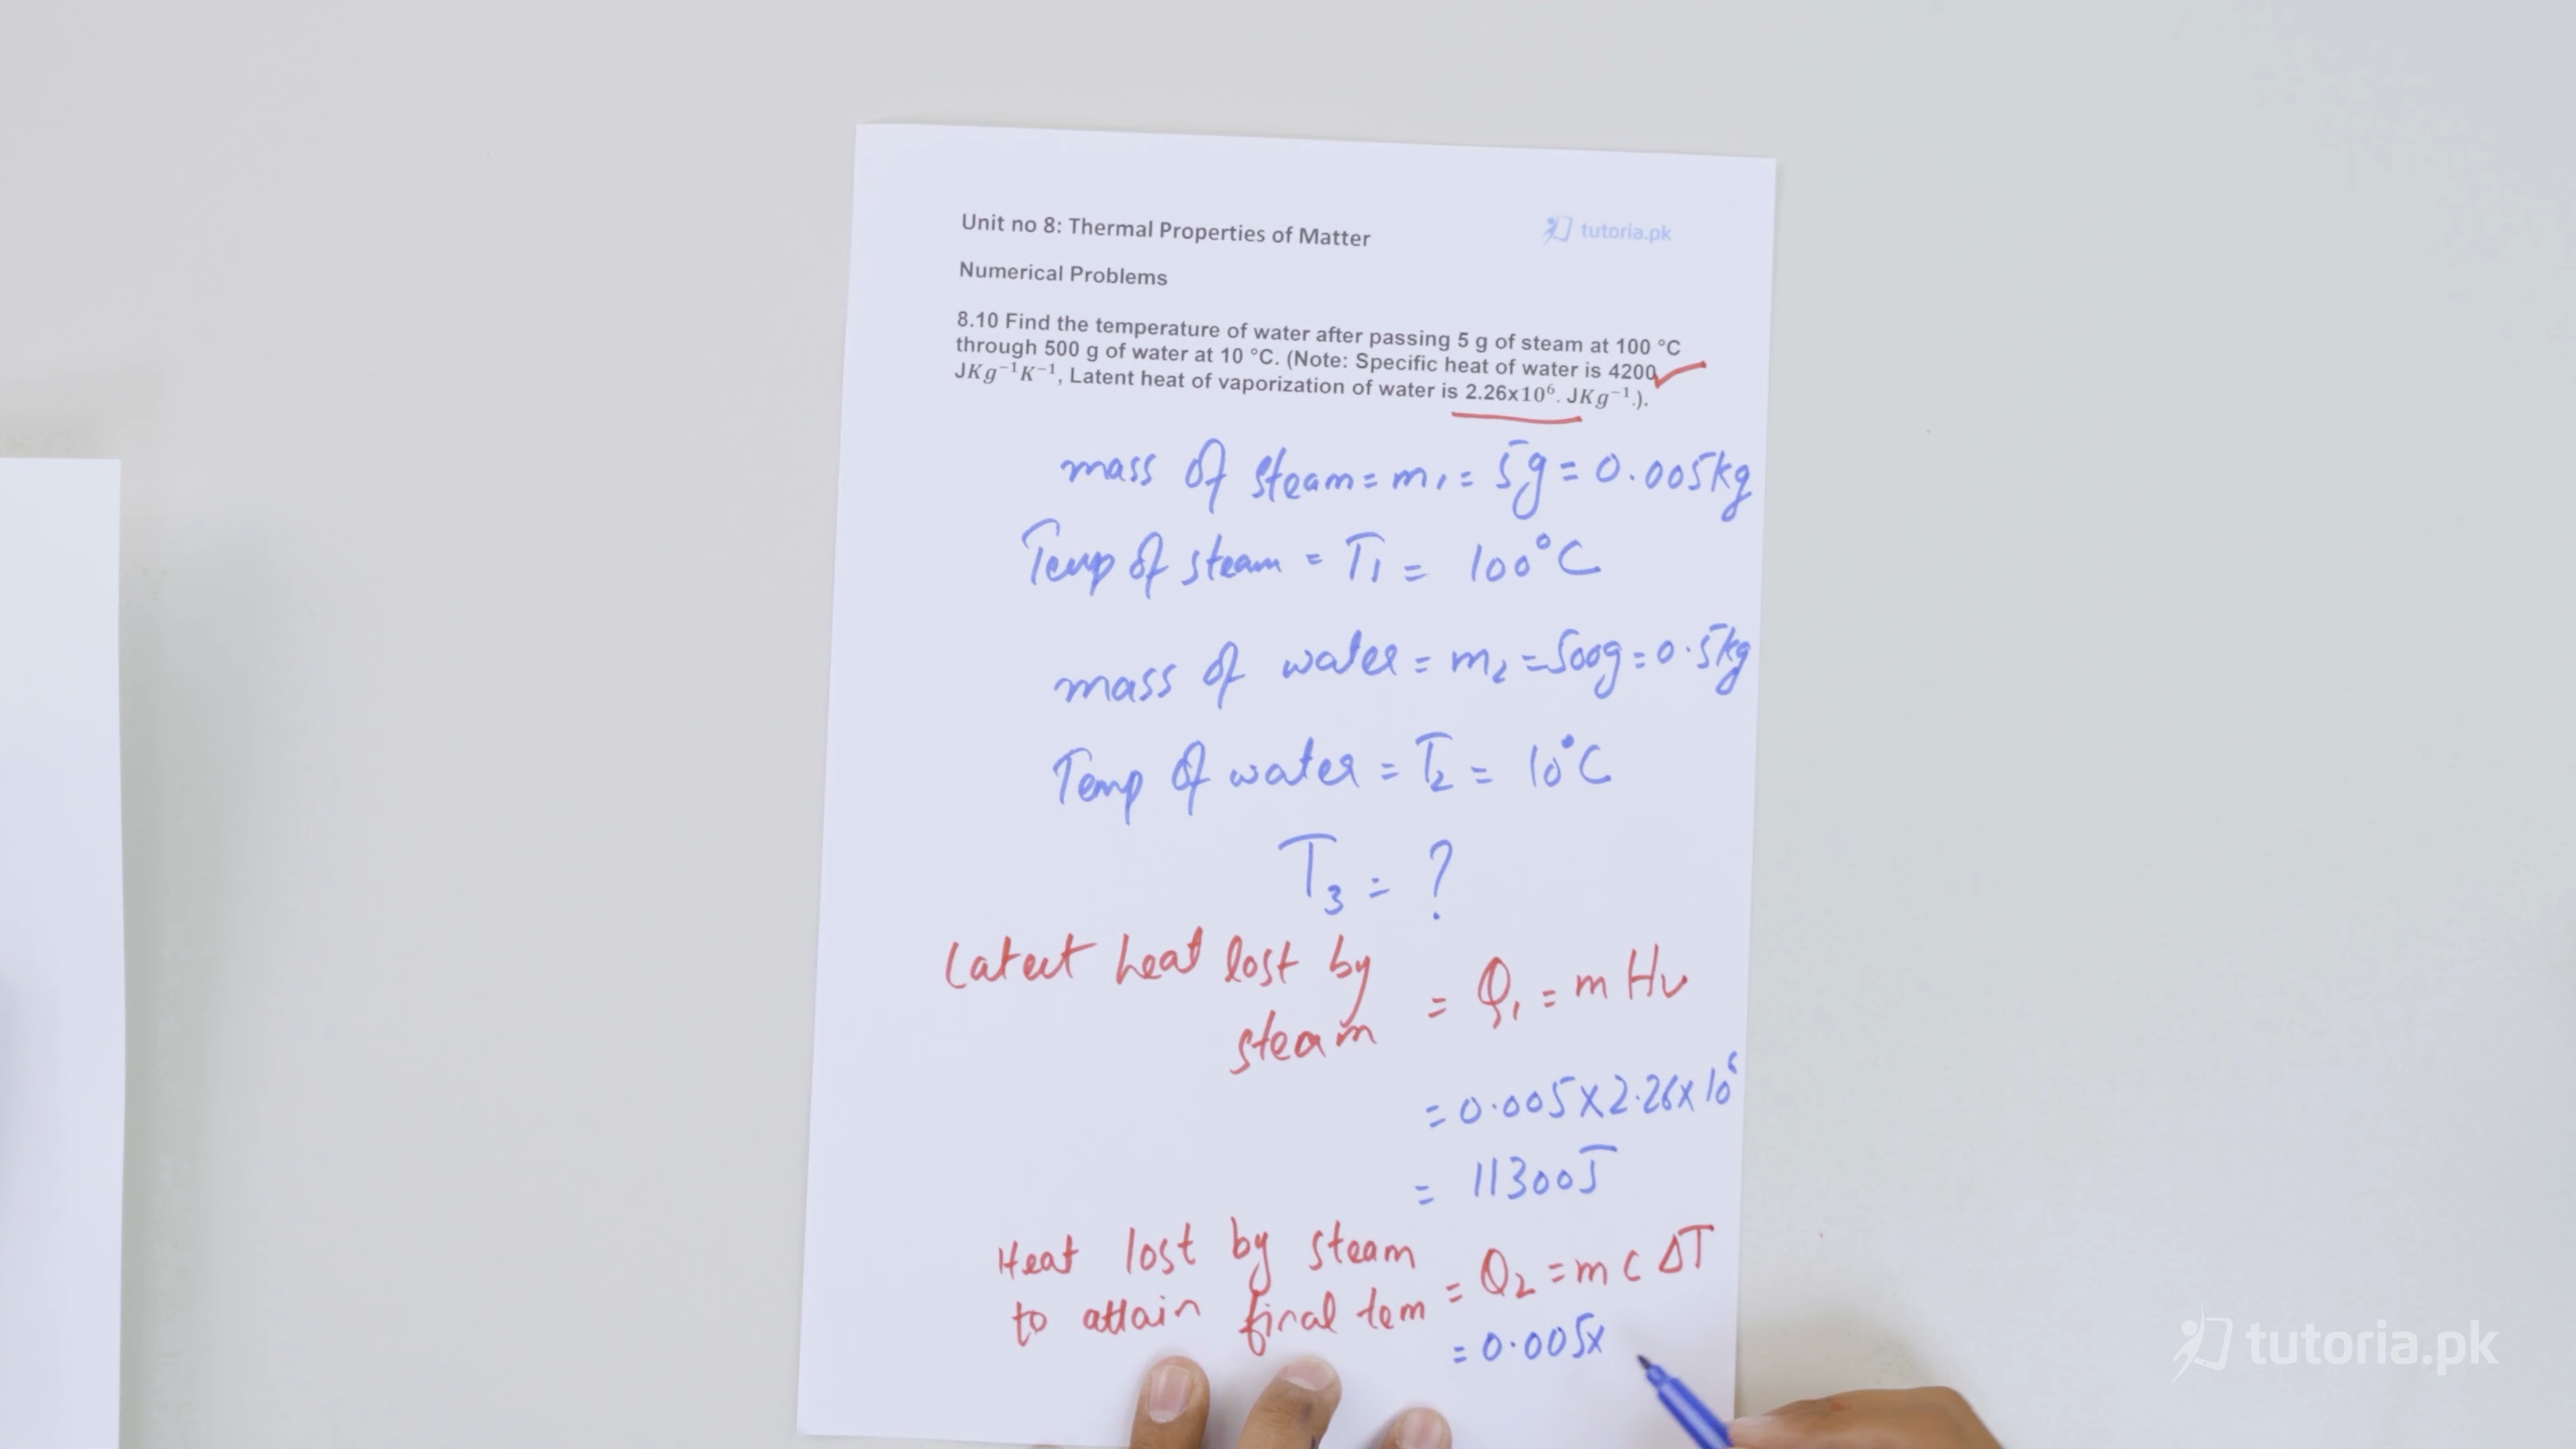 Unit no 8: Thermal Properties of Matter
tutoria.pk
Numerical Problems
8.10 Find the temperature of water after passing 5 g of steam at 100 °C
through 500 g of water at 10 °C. (Note: Specific heat of water is 4200
JKg⁻¹K⁻¹, Latent heat of vaporization of water is 2.26x10⁶. JKg⁻¹.).
mass of steam = m₁ = 5g = 0.005kg
Temp of steam = T₁ = 100°C
mass of water = m₂ = 500g = 0.5kg
Temp of water = T₂ = 10°C
T₃ = ?
Latent heat lost by
steam = Q₁ = m Hv
= 0.005 x 2.26 x 10⁶
= 11300J
Heat lost by steam
to attain final tem = Q₂ = m c ΔT
= 0.005x
tutoria.pk